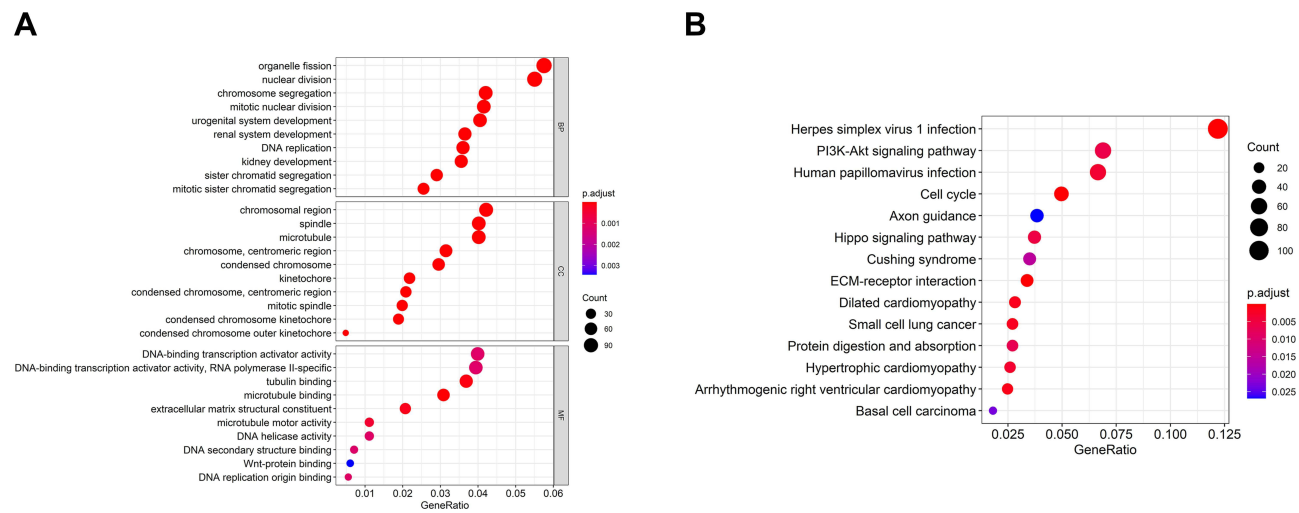 A
organelle fission
nuclear division
chromosome segregation
mitotic nuclear division
urogenital system development
renal system development
DNA replication
kidney development
sister chromatid segregation
mitotic sister chromatid segregation
BP
chromosomal region
spindle
microtubule
chromosome, centromeric region
condensed chromosome
kinetochore
condensed chromosome, centromeric region
mitotic spindle
condensed chromosome kinetochore
condensed chromosome outer kinetochore
CC
DNA-binding transcription activator activity
DNA-binding transcription activator activity, RNA polymerase II-specific
tubulin binding
microtubule binding
extracellular matrix structural constituent
microtubule motor activity
DNA helicase activity
DNA secondary structure binding
Wnt-protein binding
DNA replication origin binding
MF
0.01 0.02 0.03 0.04 0.05 0.06
GeneRatio
p.adjust
0.001
0.002
0.003
Count
30
60
90
B
Herpes simplex virus 1 infection
PI3K-Akt signaling pathway
Human papillomavirus infection
Cell cycle
Axon guidance
Hippo signaling pathway
Cushing syndrome
ECM-receptor interaction
Dilated cardiomyopathy
Small cell lung cancer
Protein digestion and absorption
Hypertrophic cardiomyopathy
Arrhythmogenic right ventricular cardiomyopathy
Basal cell carcinoma
0.025 0.050 0.075 0.100 0.125
GeneRatio
Count
20
40
60
80
100
p.adjust
0.005
0.010
0.015
0.020
0.025